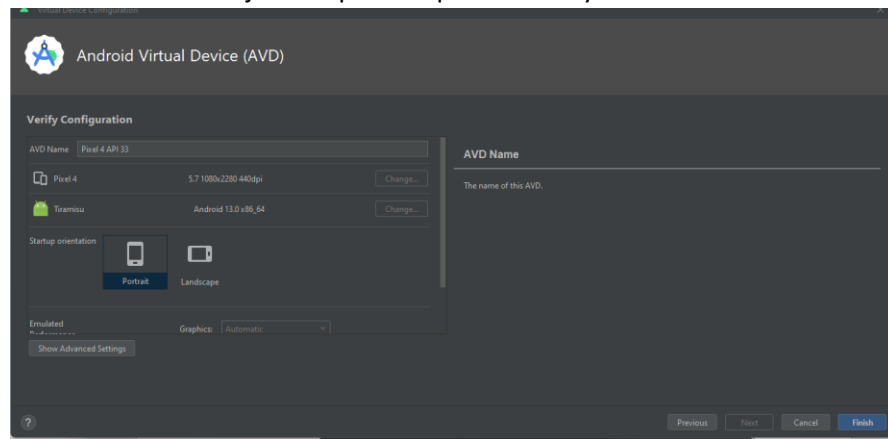 Virtual Device Configuration
Android Virtual Device (AVD)
Verify Configuration
AVD Name Pixel 4 API 33
Pixel 4 5.7 1080x2280 440dpi Change...
Tiramisu Android 13.0 x86_64 Change...
Startup orientation
Portrait Landscape
Emulated
Performance Graphics: Automatic
Show Advanced Settings
AVD Name
The name of this AVD.
? Previous Next Cancel Finish